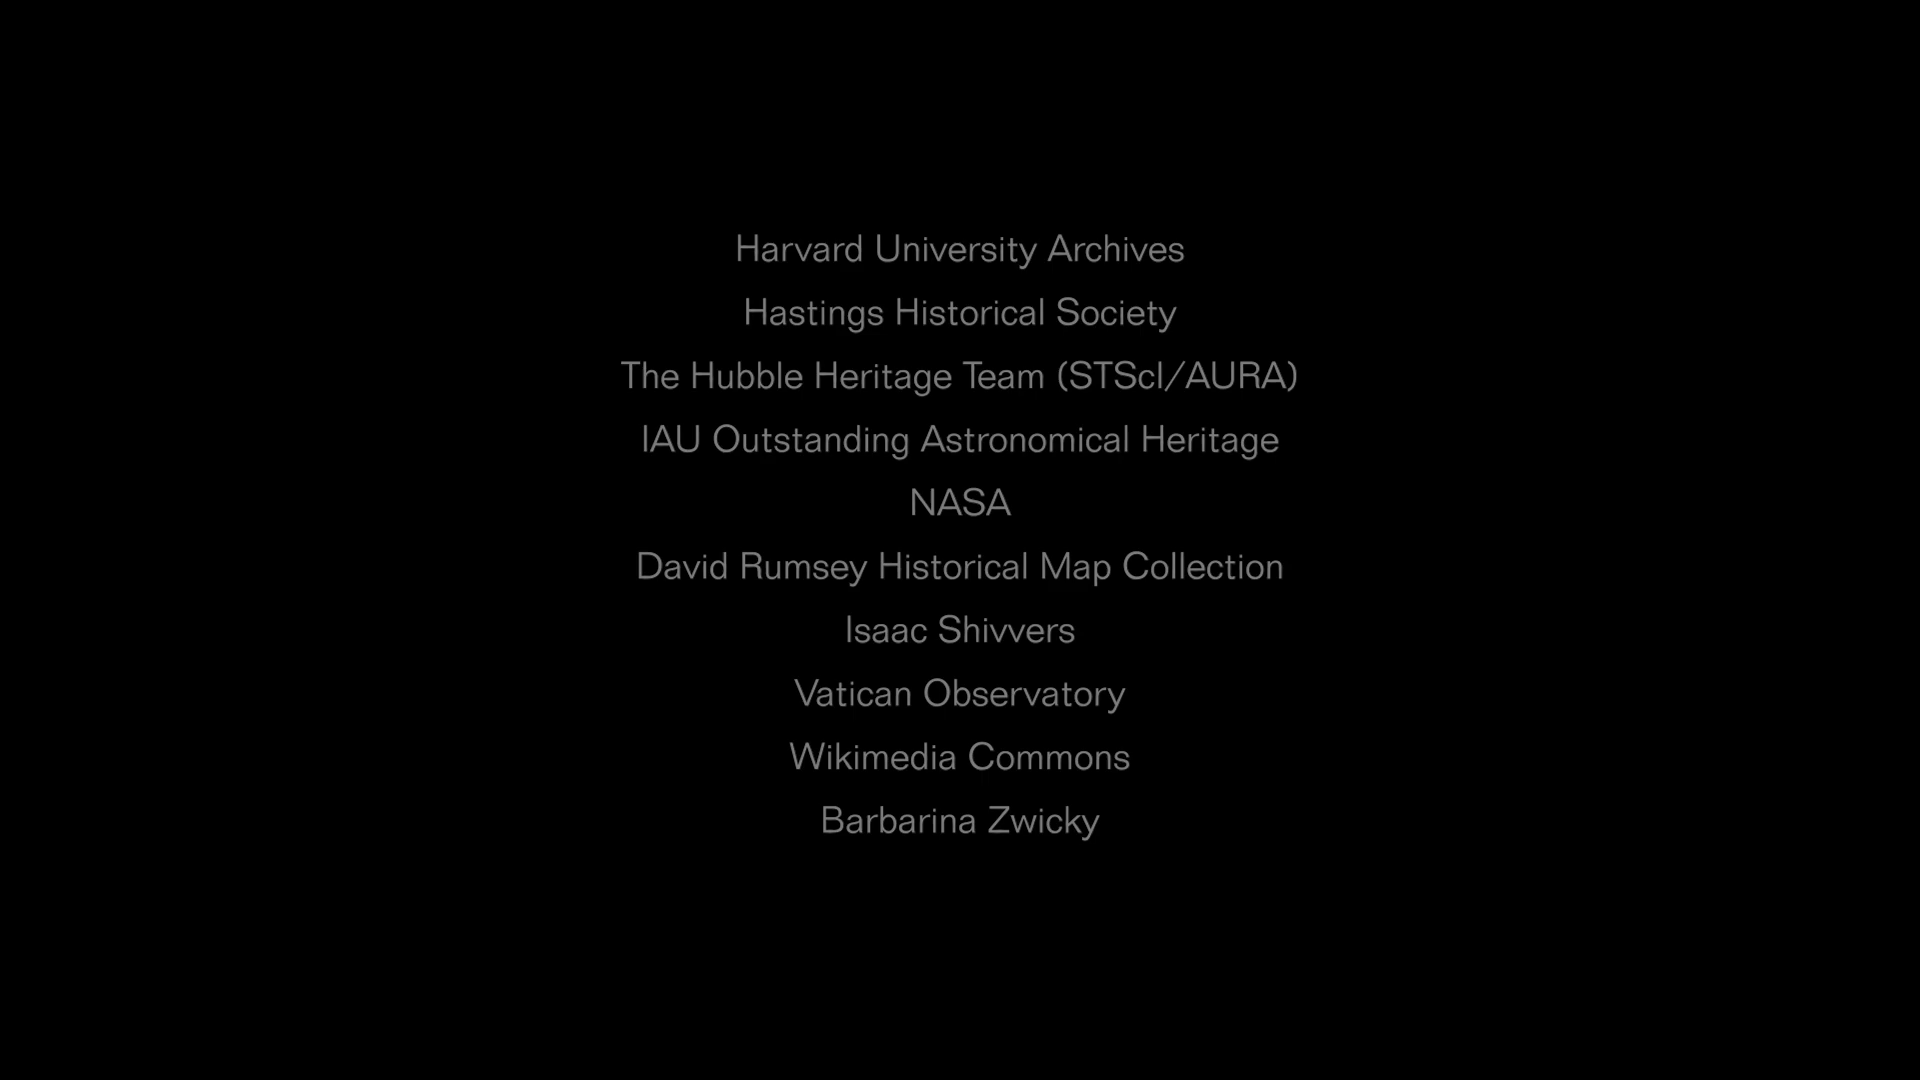 Harvard University Archives
Hastings Historical Society
The Hubble Heritage Team (STScI/AURA)
IAU Outstanding Astronomical Heritage
NASA
David Rumsey Historical Map Collection
Isaac Shivvers
Vatican Observatory
Wikimedia Commons
Barbarina Zwicky